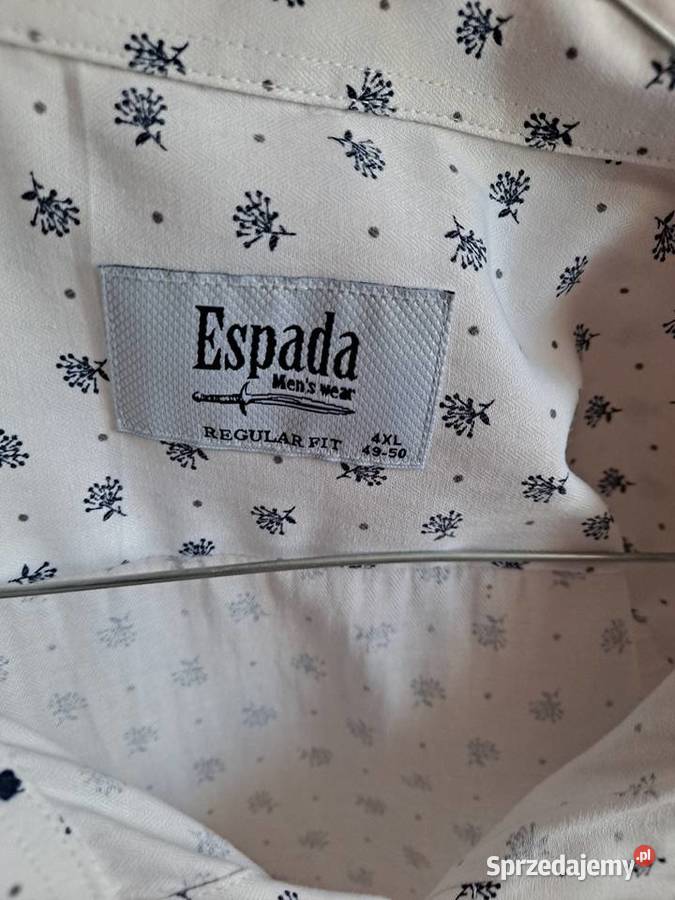 Espada
Men's wear
REGULAR FIT
4XL
49-50
Sprzedajemy.pl